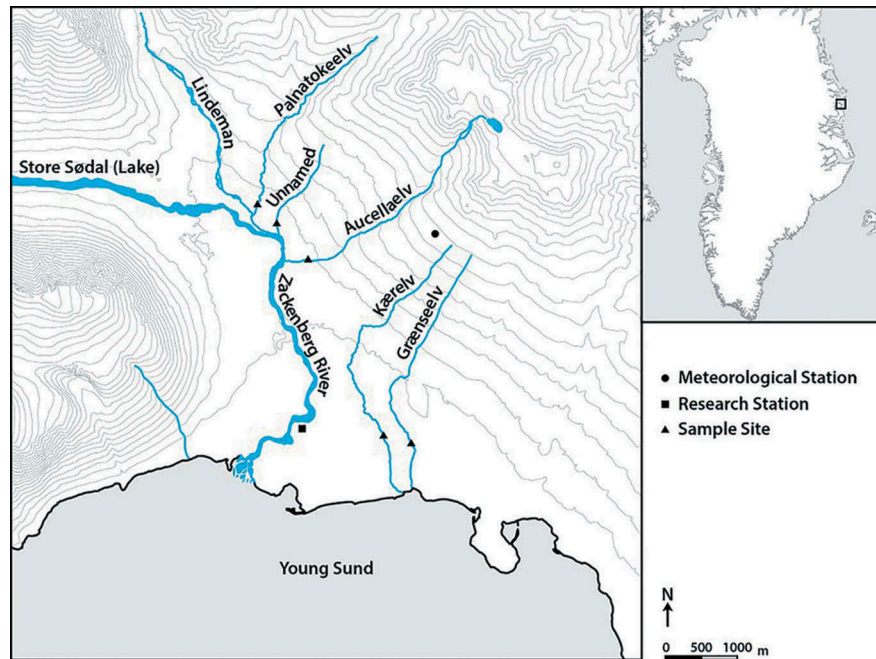 Lindeman
Palnatokeelv
Store Sødal (Lake)
Unnamed
Aucellaelv
Zackenberg River
Kærelv
Grænseelv
Young Sund
Meteorological Station
Research Station
Sample Site
N
0 500 1000 m